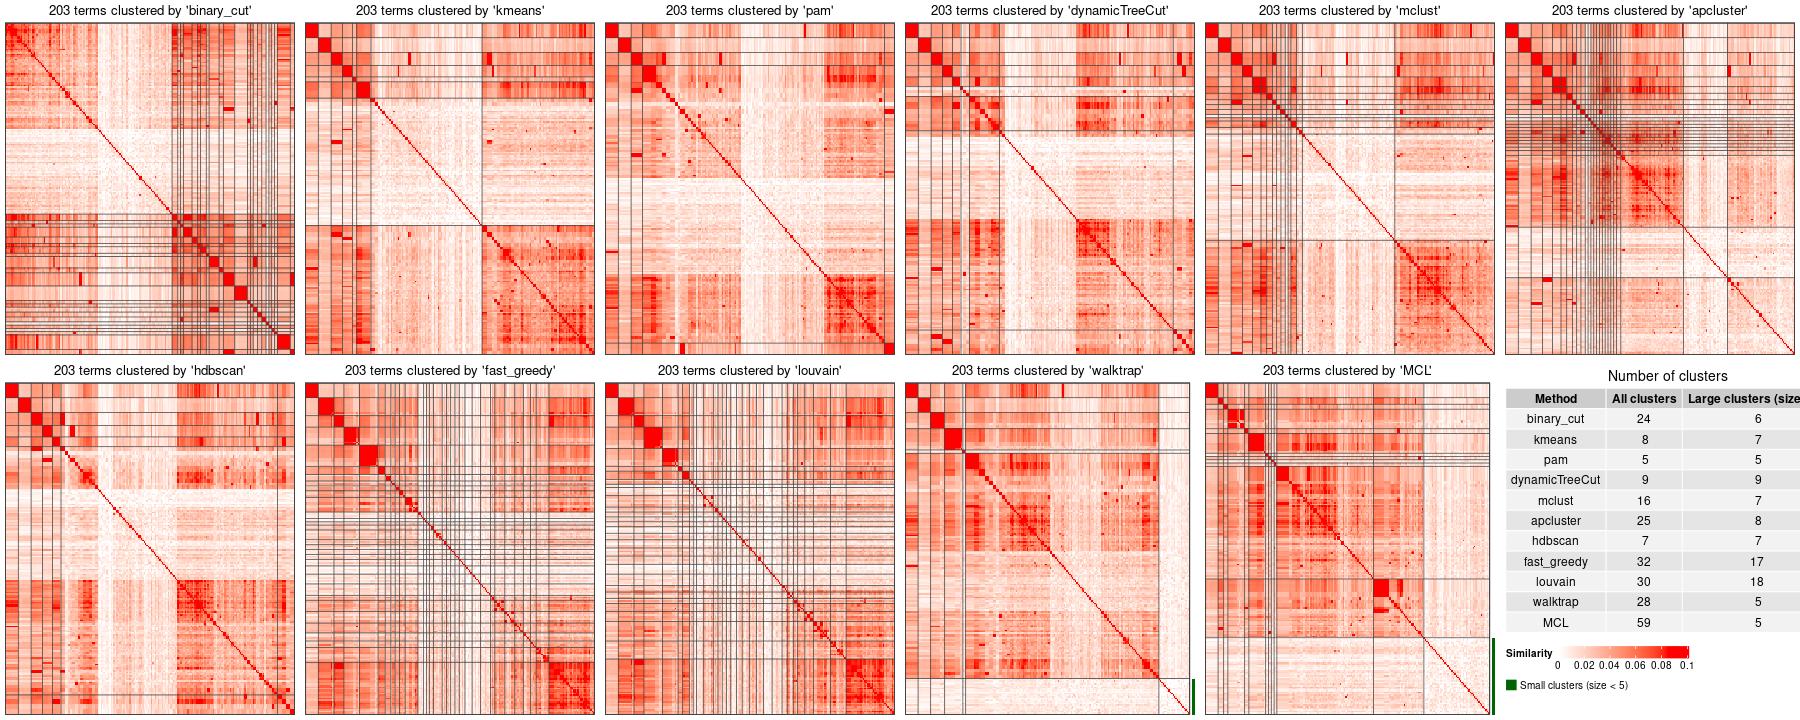 203 terms clustered by 'binary_cut'
203 terms clustered by 'kmeans'
203 terms clustered by 'pam'
203 terms clustered by 'dynamicTreeCut'
203 terms clustered by 'mclust'
203 terms clustered by 'apcluster'
203 terms clustered by 'hdbscan'
203 terms clustered by 'fast_greedy'
203 terms clustered by 'louvain'
203 terms clustered by 'walktrap'
203 terms clustered by 'MCL'
Number of clusters
Method All clusters Large clusters (size
binary_cut 24 6
kmeans 8 7
pam 5 5
dynamicTreeCut 9 9
mclust 16 7
apcluster 25 8
hdbscan 7 7
fast_greedy 32 17
louvain 30 18
walktrap 28 5
MCL 59 5
Similarity
0 0.02 0.04 0.06 0.08 0.1
Small clusters (size < 5)